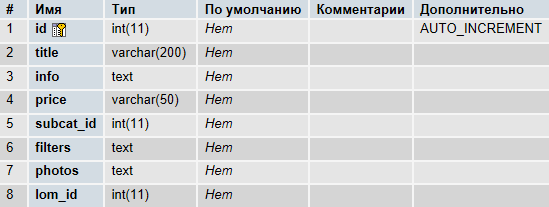 # Имя Тип По умолчанию Комментарии Дополнительно
1 id int(11) Нет AUTO_INCREMENT
2 title varchar(200) Нет
3 info text Нет
4 price varchar(50) Нет
5 subcat_id int(11) Нет
6 filters text Нет
7 photos text Нет
8 lom_id int(11) Нет